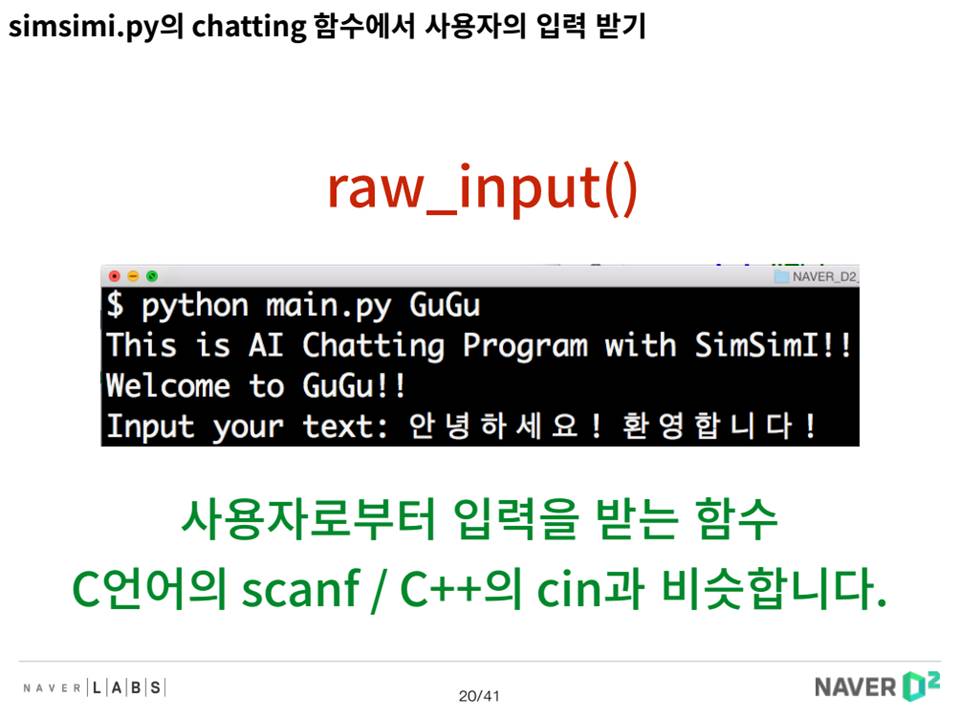 simsimi.py의 chatting 함수에서 사용자의 입력 받기
raw_input()
NAVER_D2_
$ python main.py GuGu
This is AI Chatting Program with SimSimI!!
Welcome to GuGu!!
Input your text: 안녕하세요! 환영합니다!
사용자로부터 입력을 받는 함수
C언어의 scanf / C++의 cin과 비슷합니다.
NAVER |L|A|B|S|
20/41
NAVER D2